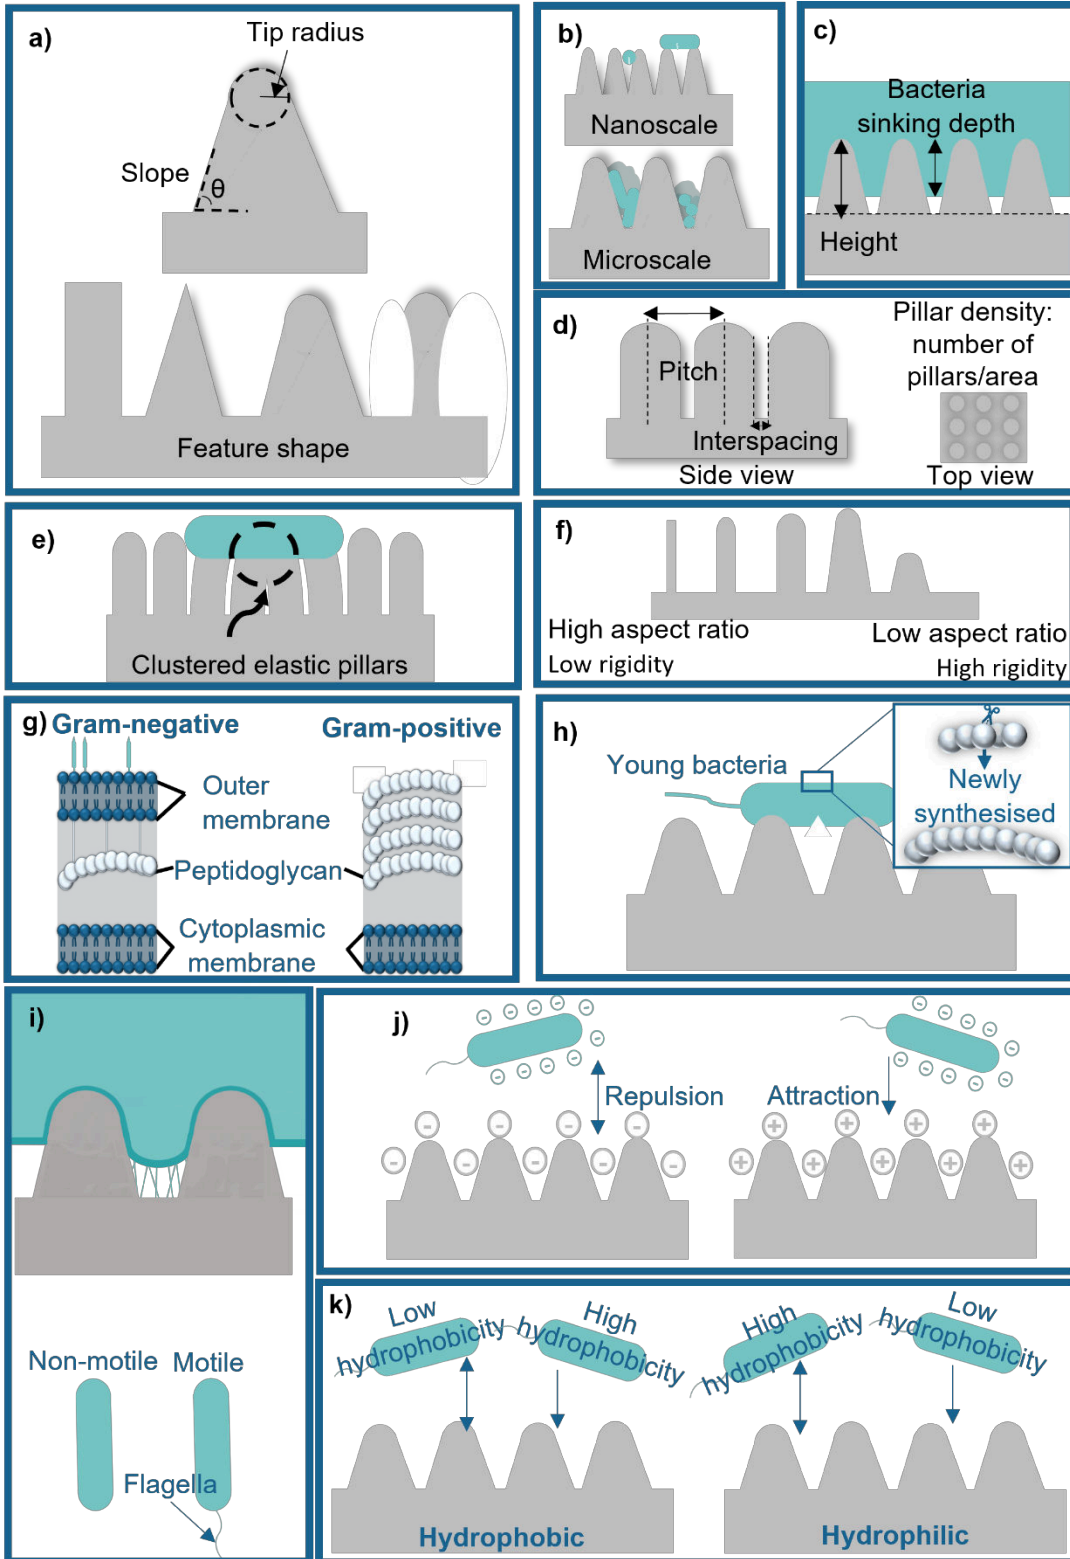 a)
Tip radius
Slope
θ
Feature shape
b)
Nanoscale
Microscale
c)
Bacteria
sinking depth
Height
d)
Pitch
Interspacing
Side view
Pillar density:
number of
pillars/area
Top view
e)
Clustered elastic pillars
f)
High aspect ratio
Low rigidity
Low aspect ratio
High rigidity
g)
Gram-negative
Gram-positive
Outer
membrane
Peptidoglycan
Cytoplasmic
membrane
h)
Young bacteria
Newly
synthesised
i)
Non-motile
Motile
Flagella
j)
Repulsion
Attraction
k)
Low
hydrophobicity
High
hydrophobicity
High
hydrophobicity
Low
hydrophobicity
Hydrophobic
Hydrophilic